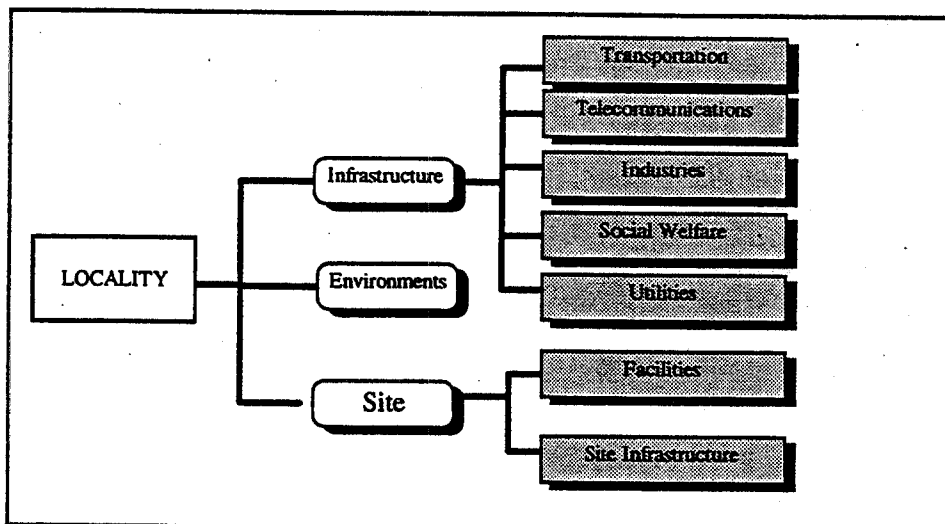 Transportation
Telecommunications
Industries
Infrastructure
Social Welfare
LOCALITY
Environments
Utilities
Facilities
Site
Site Infrastructure